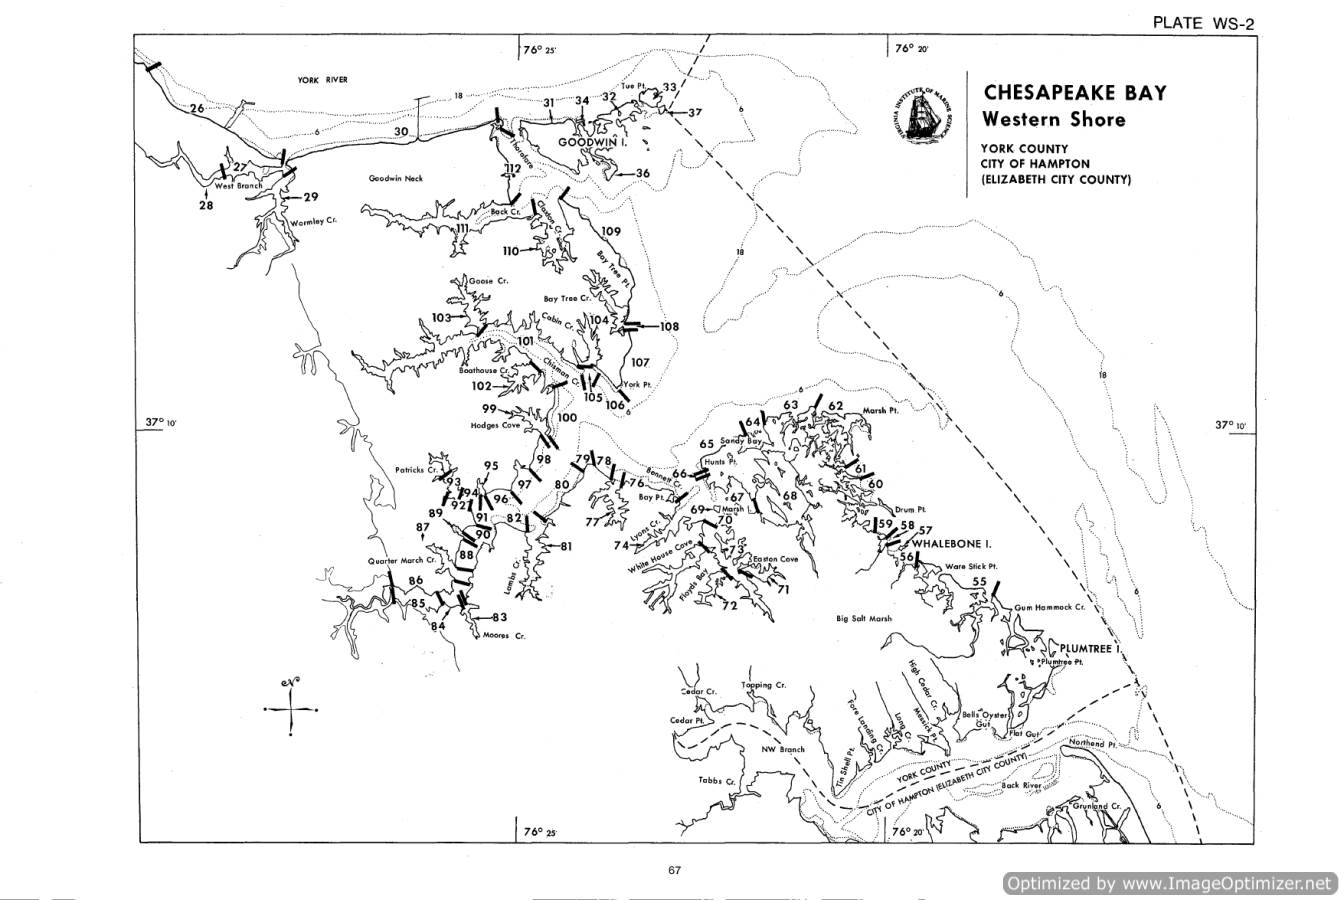 PLATE WS-2
76° 25'
76° 20'
YORK RIVER
CHESAPEAKE BAY
Western Shore
YORK COUNTY
CITY OF HAMPTON
(ELIZABETH CITY COUNTY)
VIRGINIA INSTITUTE OF MARINE SCIENCE
Tue Pt.
33
18
26
6
30
31
34
32
37
6
GOODWIN I.
Thorofare
27
West Branch
28
29
Wormley Cr.
Goodwin Neck
112
36
Back Cr.
111
Claxton Cr.
110
109
Bay Tree Pt.
18
Goose Cr.
103
Bay Tree Cr.
Cabin Cr.
104
108
6
101
Boathouse Cr.
102
Chisman Cr.
107
105
York Pt.
106
6
18
6
99
Hodges Cove
100
37° 10'
37° 10'
63
62
Marsh Pt.
64
Sandy Bay
65
Hunts Pt.
66
61
60
Patricks Cr.
95
98
97
93
94
92
96
79
78
80
76
77
Bennett Cr.
Bay Pt.
67
68
69
Marsh I.
70
Drum Pt.
59
58
57
WHALEBONE I.
56
89
91
90
82
87
81
Lyons Cr.
74
White House Cove
73
Easton Cove
Floyds Bay
71
72
Ware Stick Pt.
55
6
Quarter March Cr.
88
86
85
84
83
Moores Cr.
Lambs Cr.
Big Salt Marsh
Gum Hammock Cr.
PLUMTREE I.
Plumtree Pt.
Cedar Cr.
Topping Cr.
Cedar Pt.
NW Branch
Tabbs Cr.
Tin Shell Pt.
Fore Landing Cr.
Long Cr.
High Cedar Cr.
Messick Pt.
Bells Oyster
Gut
Flat Gut
Northend Pt.
YORK COUNTY
CITY OF HAMPTON (ELIZABETH CITY COUNTY)
Back River
Grunland Cr.
6
76° 25'
76° 20'
67
Optimized by www.ImageOptimizer.net